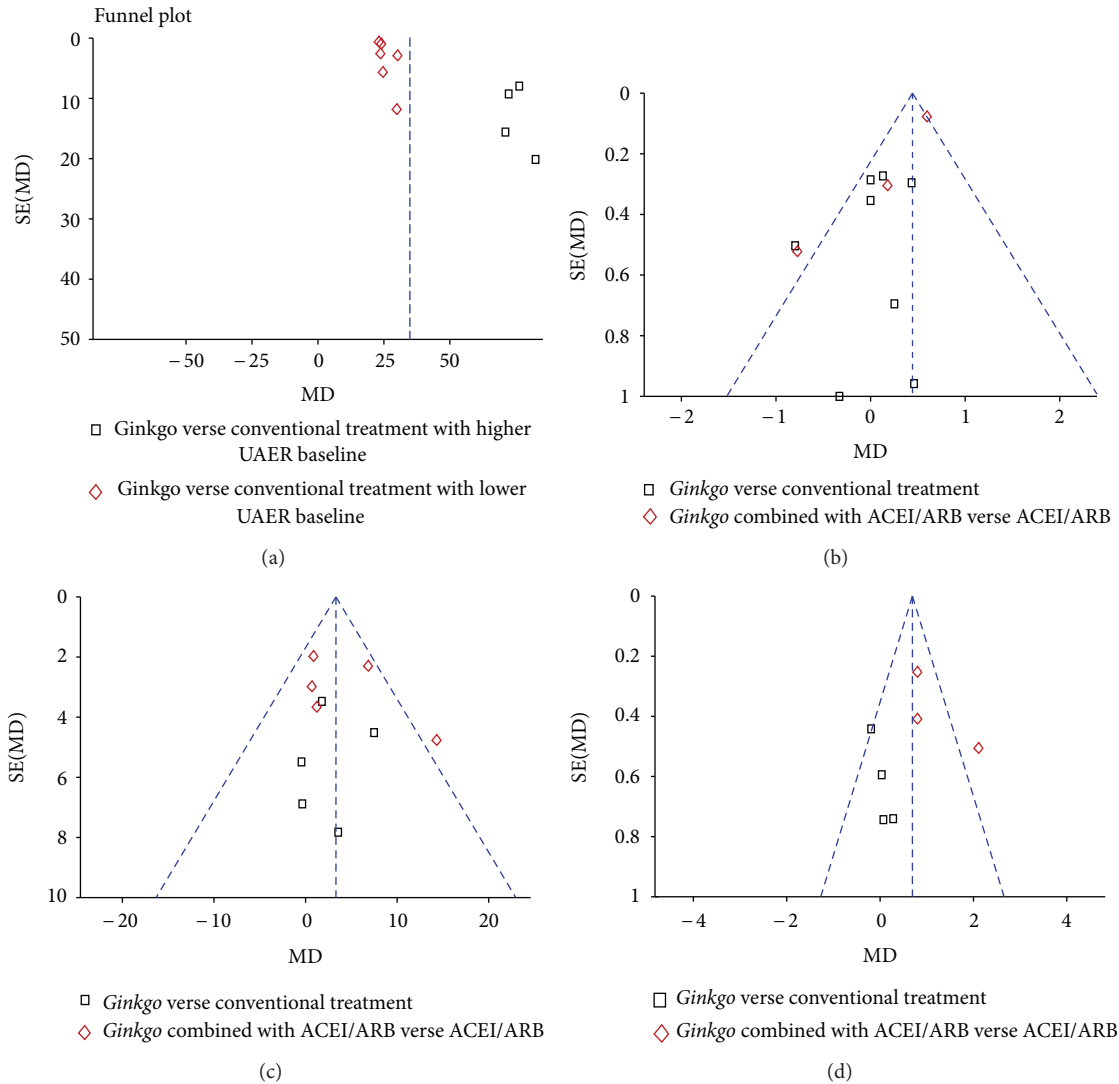 Funnel plot
0
10
20
30
40
50
SE(MD)
−50
−25
0
25
50
MD
Ginkgo verse conventional treatment with higher
UAER baseline
Ginkgo verse conventional treatment with lower
UAER baseline
(a)
0
0.2
0.4
0.6
0.8
1
SE(MD)
−2
−1
0
1
2
MD
Ginkgo verse conventional treatment
Ginkgo combined with ACEI/ARB verse ACEI/ARB
(b)
0
2
4
6
8
10
SE(MD)
−20
−10
0
10
20
MD
Ginkgo verse conventional treatment
Ginkgo combined with ACEI/ARB verse ACEI/ARB
(c)
0
0.2
0.4
0.6
0.8
1
SE(MD)
−4
−2
0
2
4
MD
Ginkgo verse conventional treatment
Ginkgo combined with ACEI/ARB verse ACEI/ARB
(d)